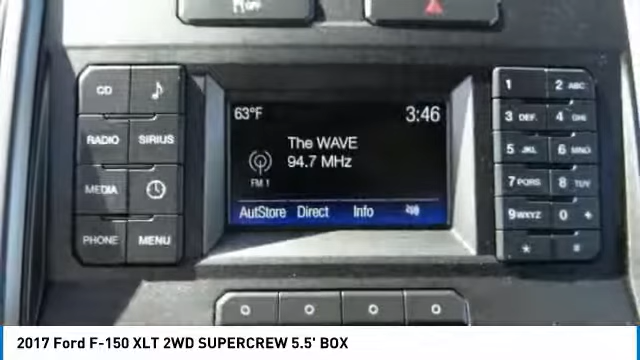 OFF
63°F 3:46
The WAVE
94.7 MHz
FM 1
AutoStore Direct Info
CD
RADIO SIRIUS
MEDIA
PHONE MENU
1 2 ABC
3 DEF 4 GHI
5 JKL 6 MNO
7 PQRS 8 TUV
9 WXYZ 0 +
* #
2017 Ford F-150 XLT 2WD SUPERCREW 5.5' BOX